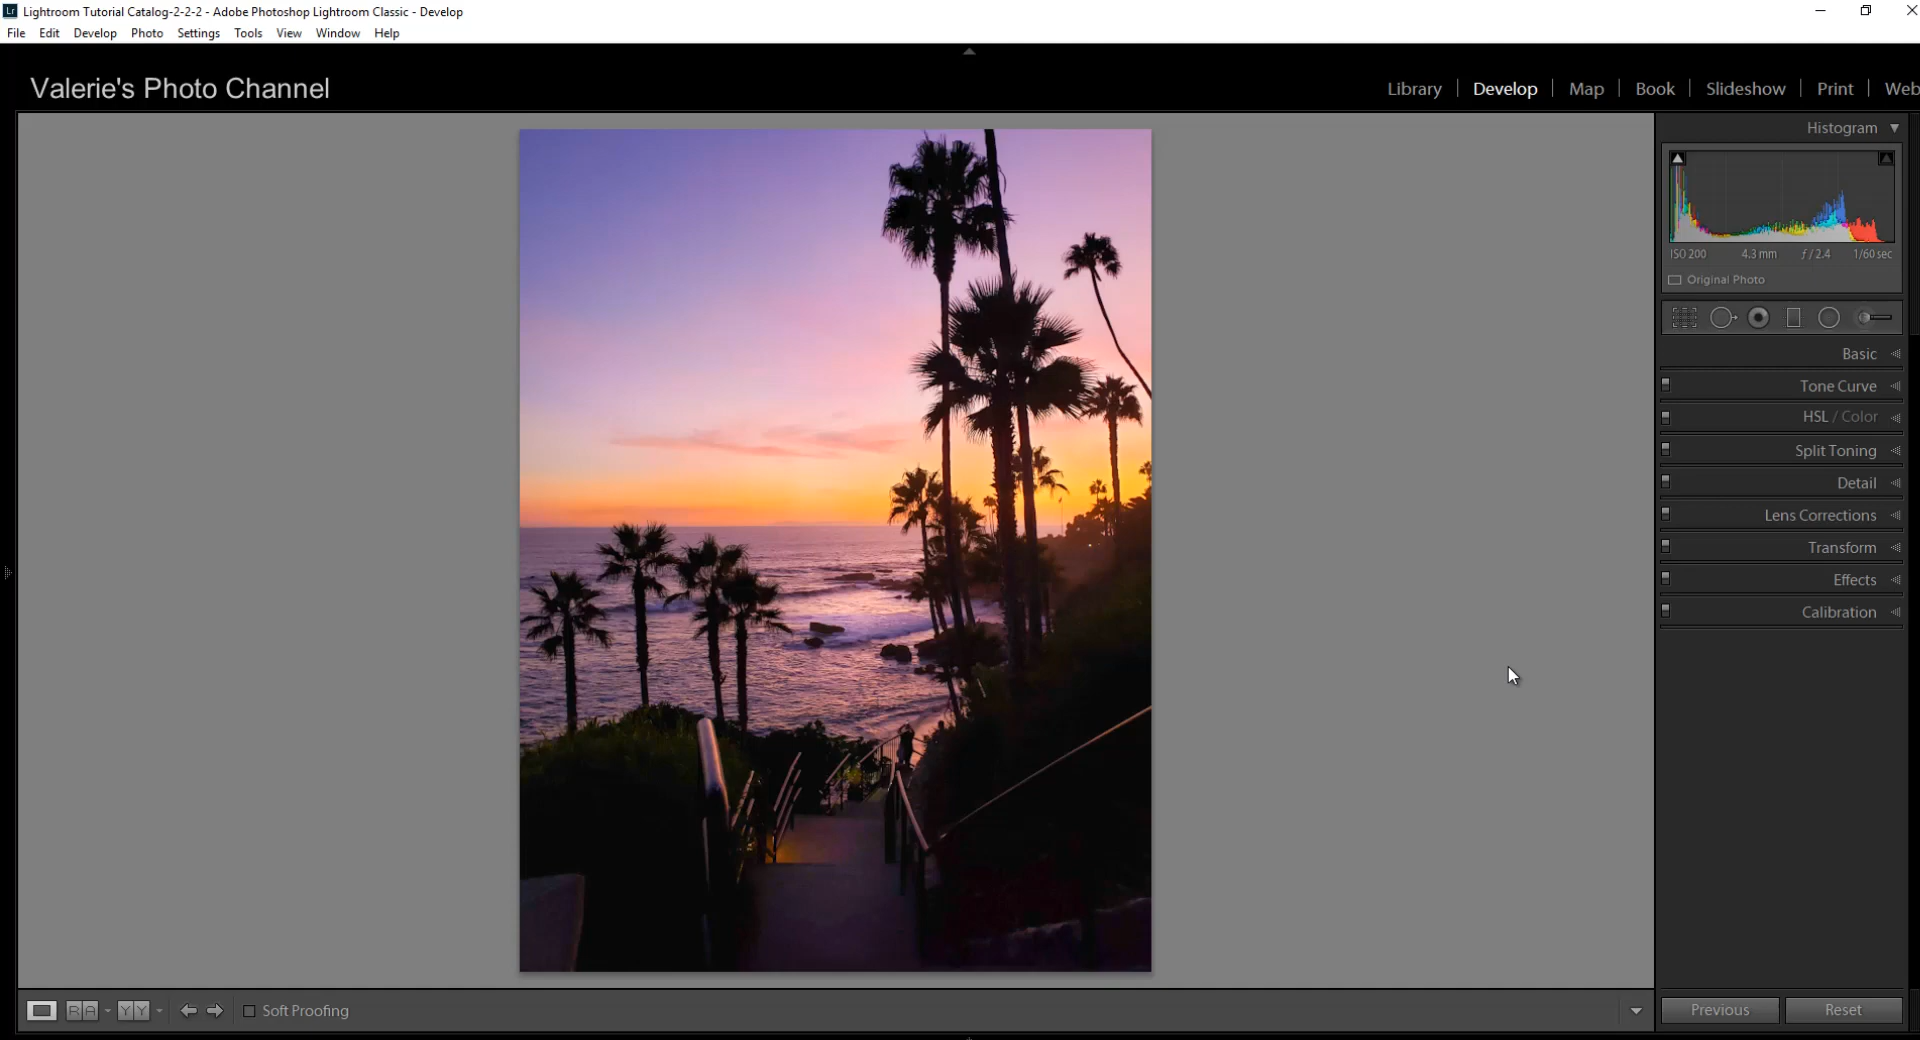 Lr Lightroom Tutorial Catalog-2-2-2 - Adobe Photoshop Lightroom Classic - Develop
File Edit Develop Photo Settings Tools View Window Help
Valerie's Photo Channel
Library | Develop | Map | Book | Slideshow | Print | Web
Histogram
ISO 200 4.3 mm ƒ / 2.4 1/60 sec
Original Photo
Basic
Tone Curve
HSL / Color
Split Toning
Detail
Lens Corrections
Transform
Effects
Calibration
R A Y Y Soft Proofing
Previous Reset